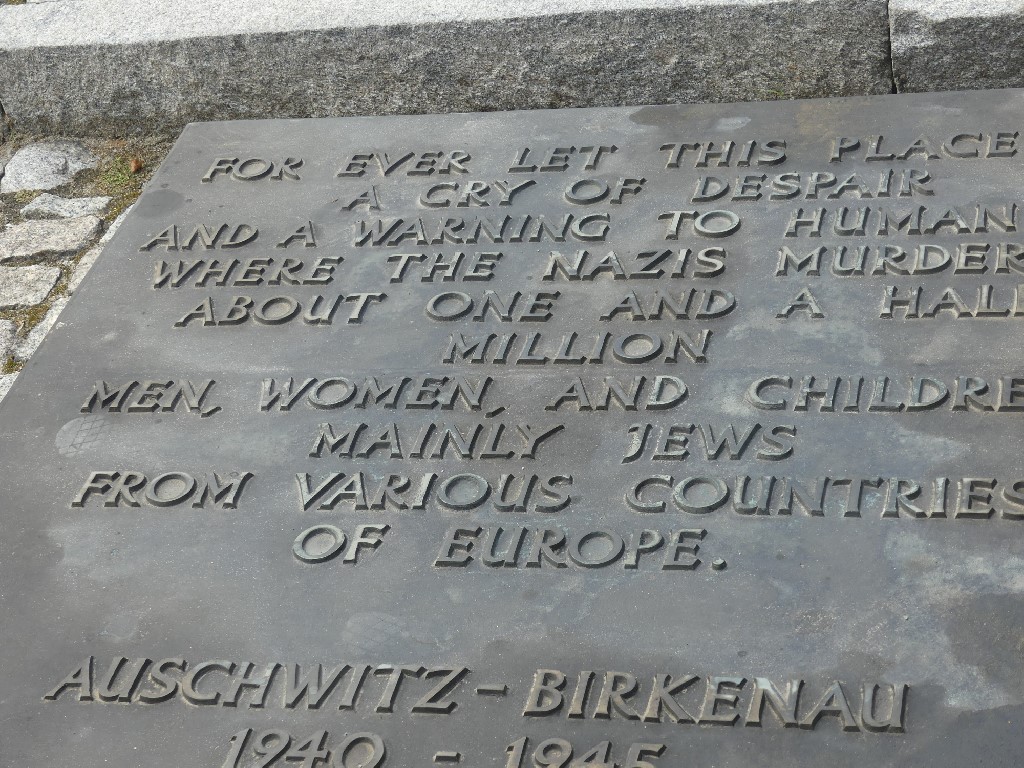 FOR EVER LET THIS PLACE
A CRY OF DESPAIR
AND A WARNING TO HUMAN
WHERE THE NAZIS MURDER
ABOUT ONE AND A HALF
MILLION
MEN, WOMEN, AND CHILDRE
MAINLY JEWS
FROM VARIOUS COUNTRIES
OF EUROPE.
AUSCHWITZ - BIRKENAU
1940 - 1945